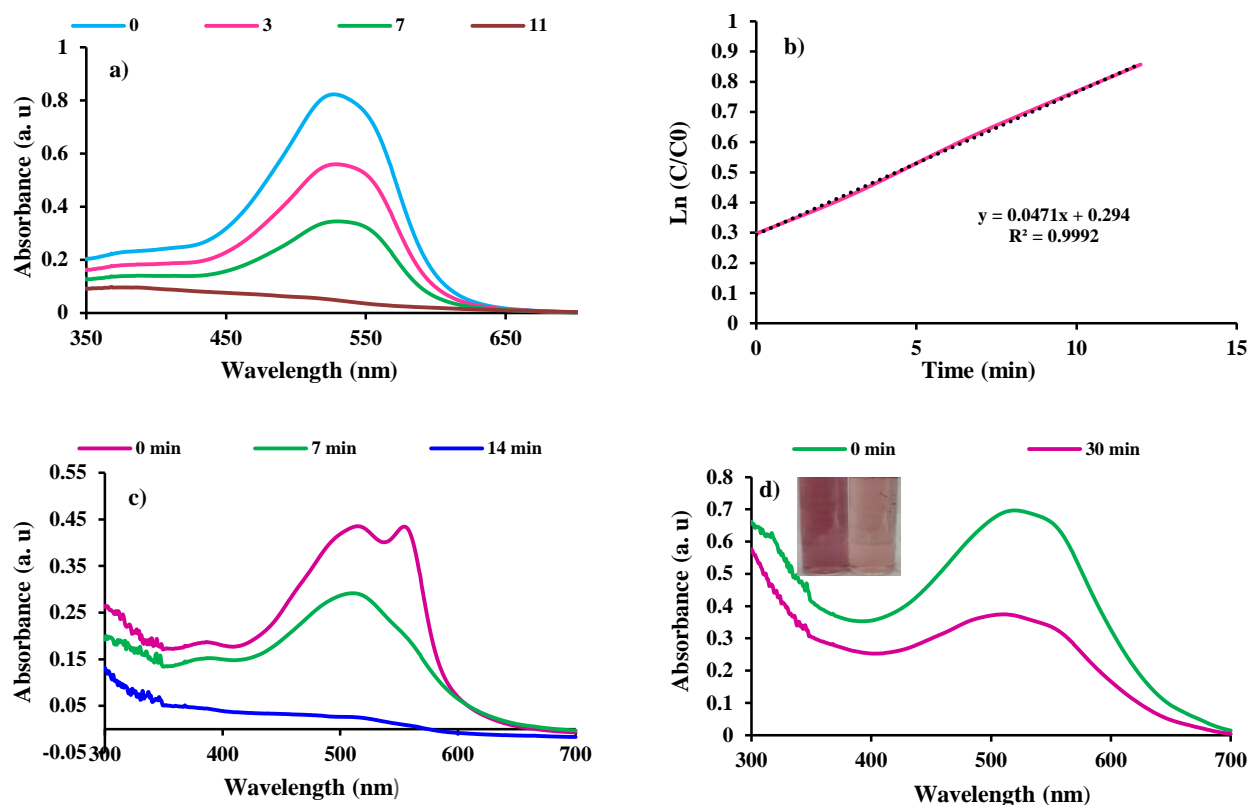 0 3 7 11
a)
1
0.8
0.6
0.4
0.2
0
350 450 550 650
Absorbance (a. u)
Wavelength (nm)
b)
1
0.9
0.8
0.7
0.6
0.5
0.4
0.3
0.2
0.1
0
0 5 10 15
Ln (C/C0)
Time (min)
y = 0.0471x + 0.294
R² = 0.9992
0 min 7 min 14 min
c)
0.55
0.45
0.35
0.25
0.15
0.05
-0.05
300 400 500 600 700
Absorbance (a. u)
Wavelength (nm)
0 min 30 min
d)
0.8
0.7
0.6
0.5
0.4
0.3
0.2
0.1
0
300 400 500 600 700
Absorbance (a. u)
Wavelength (nm)